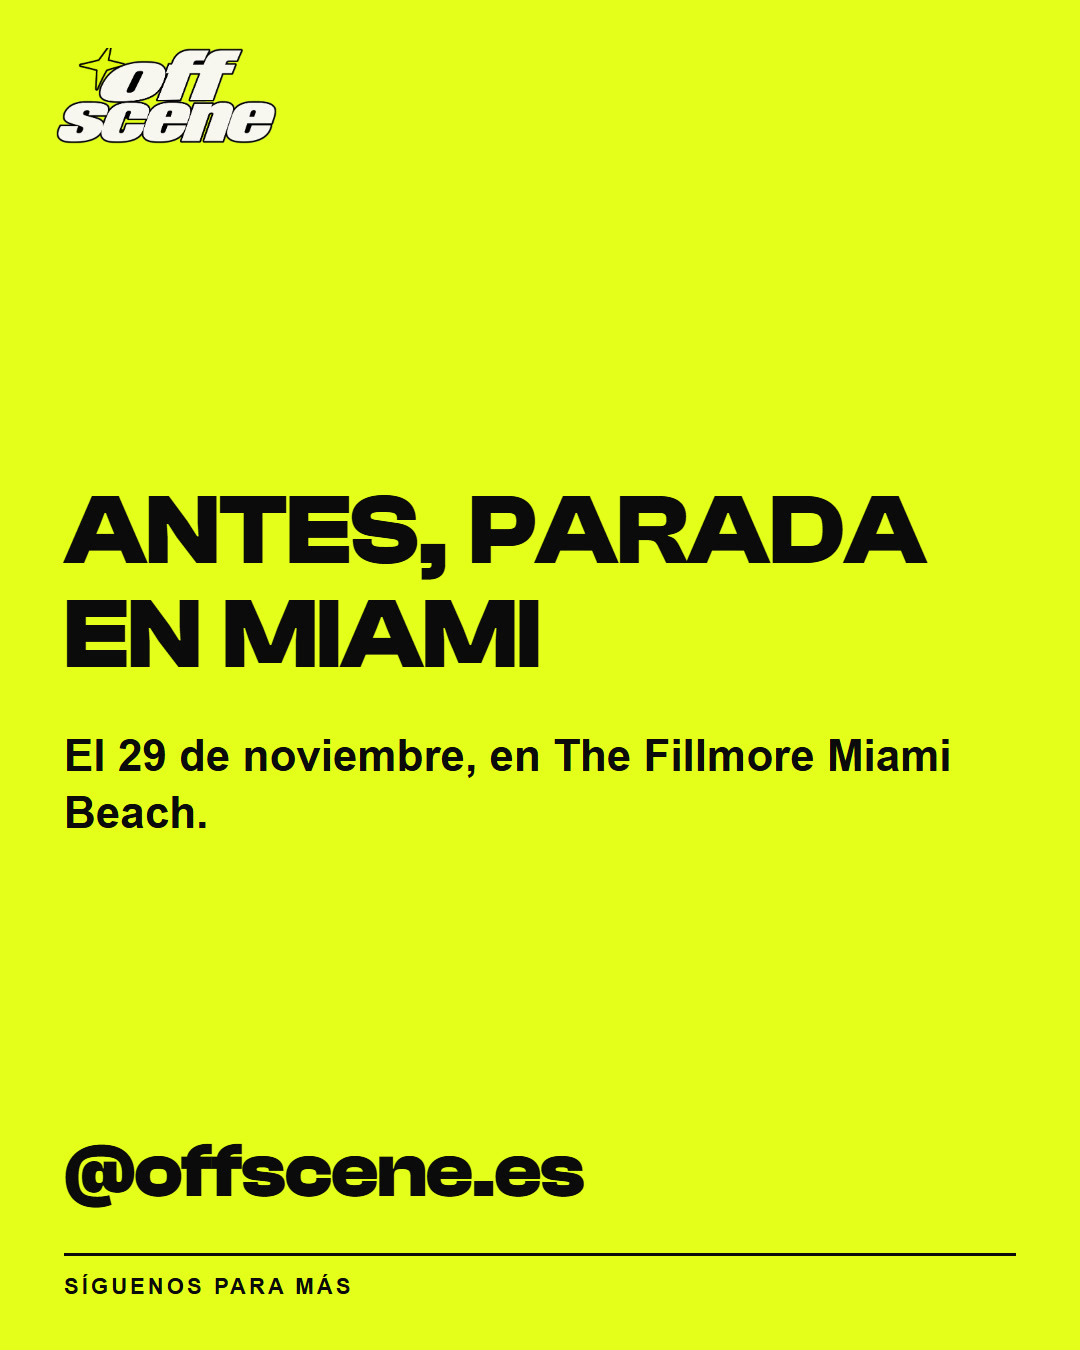 off
scene
ANTES, PARADA
EN MIAMI
El 29 de noviembre, en The Fillmore Miami
Beach.
@offscene.es
SÍGUENOS PARA MÁS